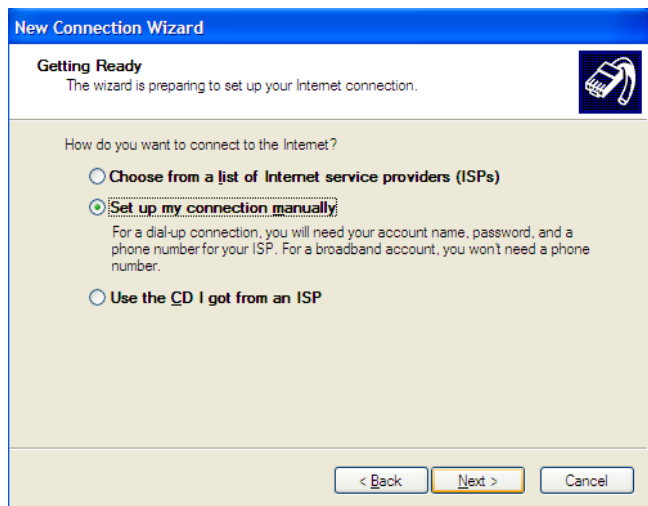 New Connection Wizard
Getting Ready
The wizard is preparing to set up your Internet connection.
How do you want to connect to the Internet?
Choose from a list of Internet service providers (ISPs)
Set up my connection manually
For a dial-up connection, you will need your account name, password, and a
phone number for your ISP. For a broadband account, you won't need a phone
number.
Use the CD I got from an ISP
< Back Next > Cancel